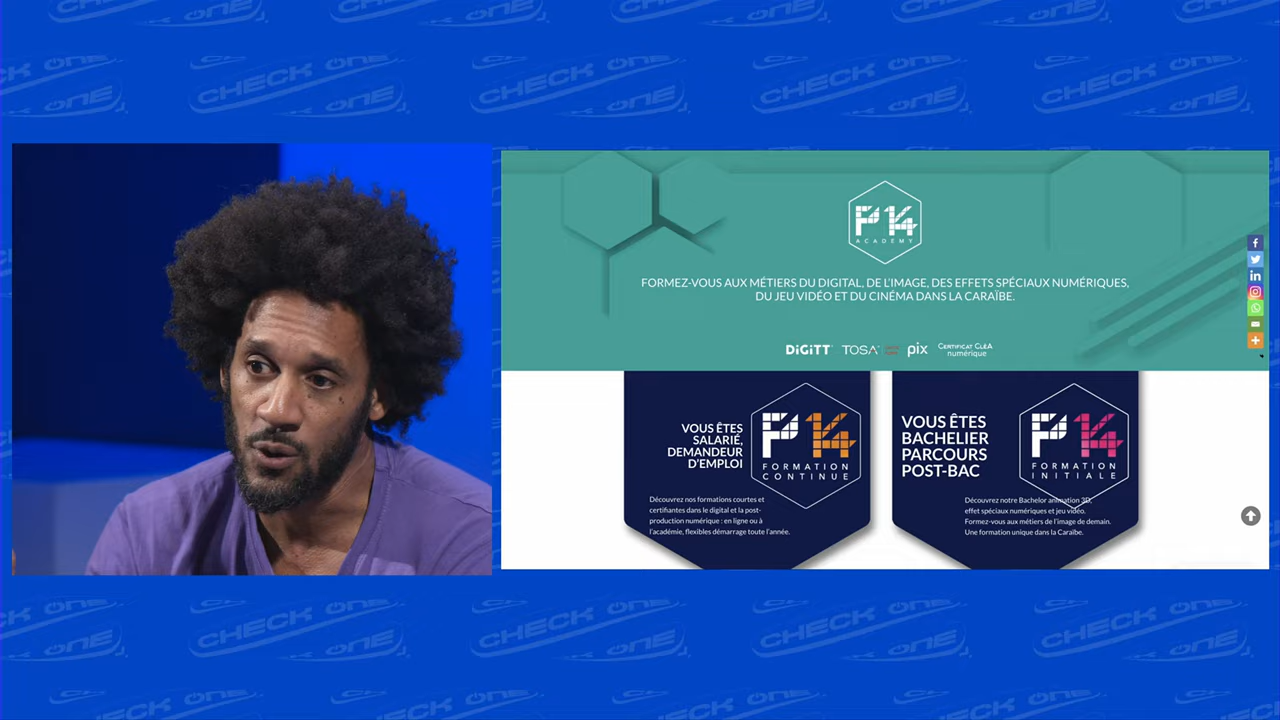 CHECK ONE
P14
ACADEMY
FORMEZ-VOUS AUX MÉTIERS DU DIGITAL, DE L'IMAGE, DES EFFETS SPÉCIAUX NUMÉRIQUES,
DU JEU VIDÉO ET DU CINÉMA DANS LA CARAÏBE.
DiGiTT TOSA pix CERTIFICAT CLÉA
numérique
VOUS ÊTES
SALARIÉ,
DEMANDEUR
D'EMPLOI
P14
FORMATION
CONTINUE
Découvrez nos formations courtes et
certifiantes dans le digital et la post-
production numérique : en ligne ou à
l'académie, flexibles démarrage toute l'année.
VOUS ÊTES
BACHELIER
PARCOURS
POST-BAC
P14
FORMATION
INITIALE
Découvrez notre Bachelor animation 3D,
effet spéciaux numériques et jeu vidéo.
Formez-vous aux métiers de l'image de demain.
Une formation unique dans la Caraïbe.